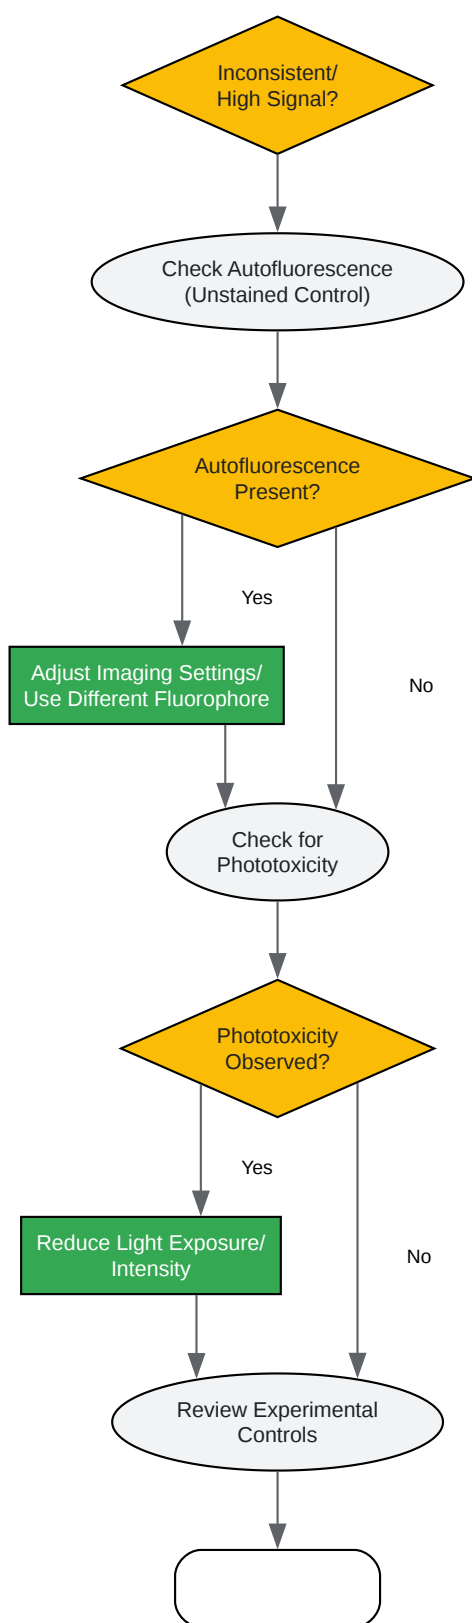 Inconsistent/
High Signal?
Check Autofluorescence
(Unstained Control)
Autofluorescence
Present?
Yes
Adjust Imaging Settings/
Use Different Fluorophore
No
Check for
Phototoxicity
Phototoxicity
Observed?
Yes
Reduce Light Exposure/
Intensity
No
Review Experimental
Controls